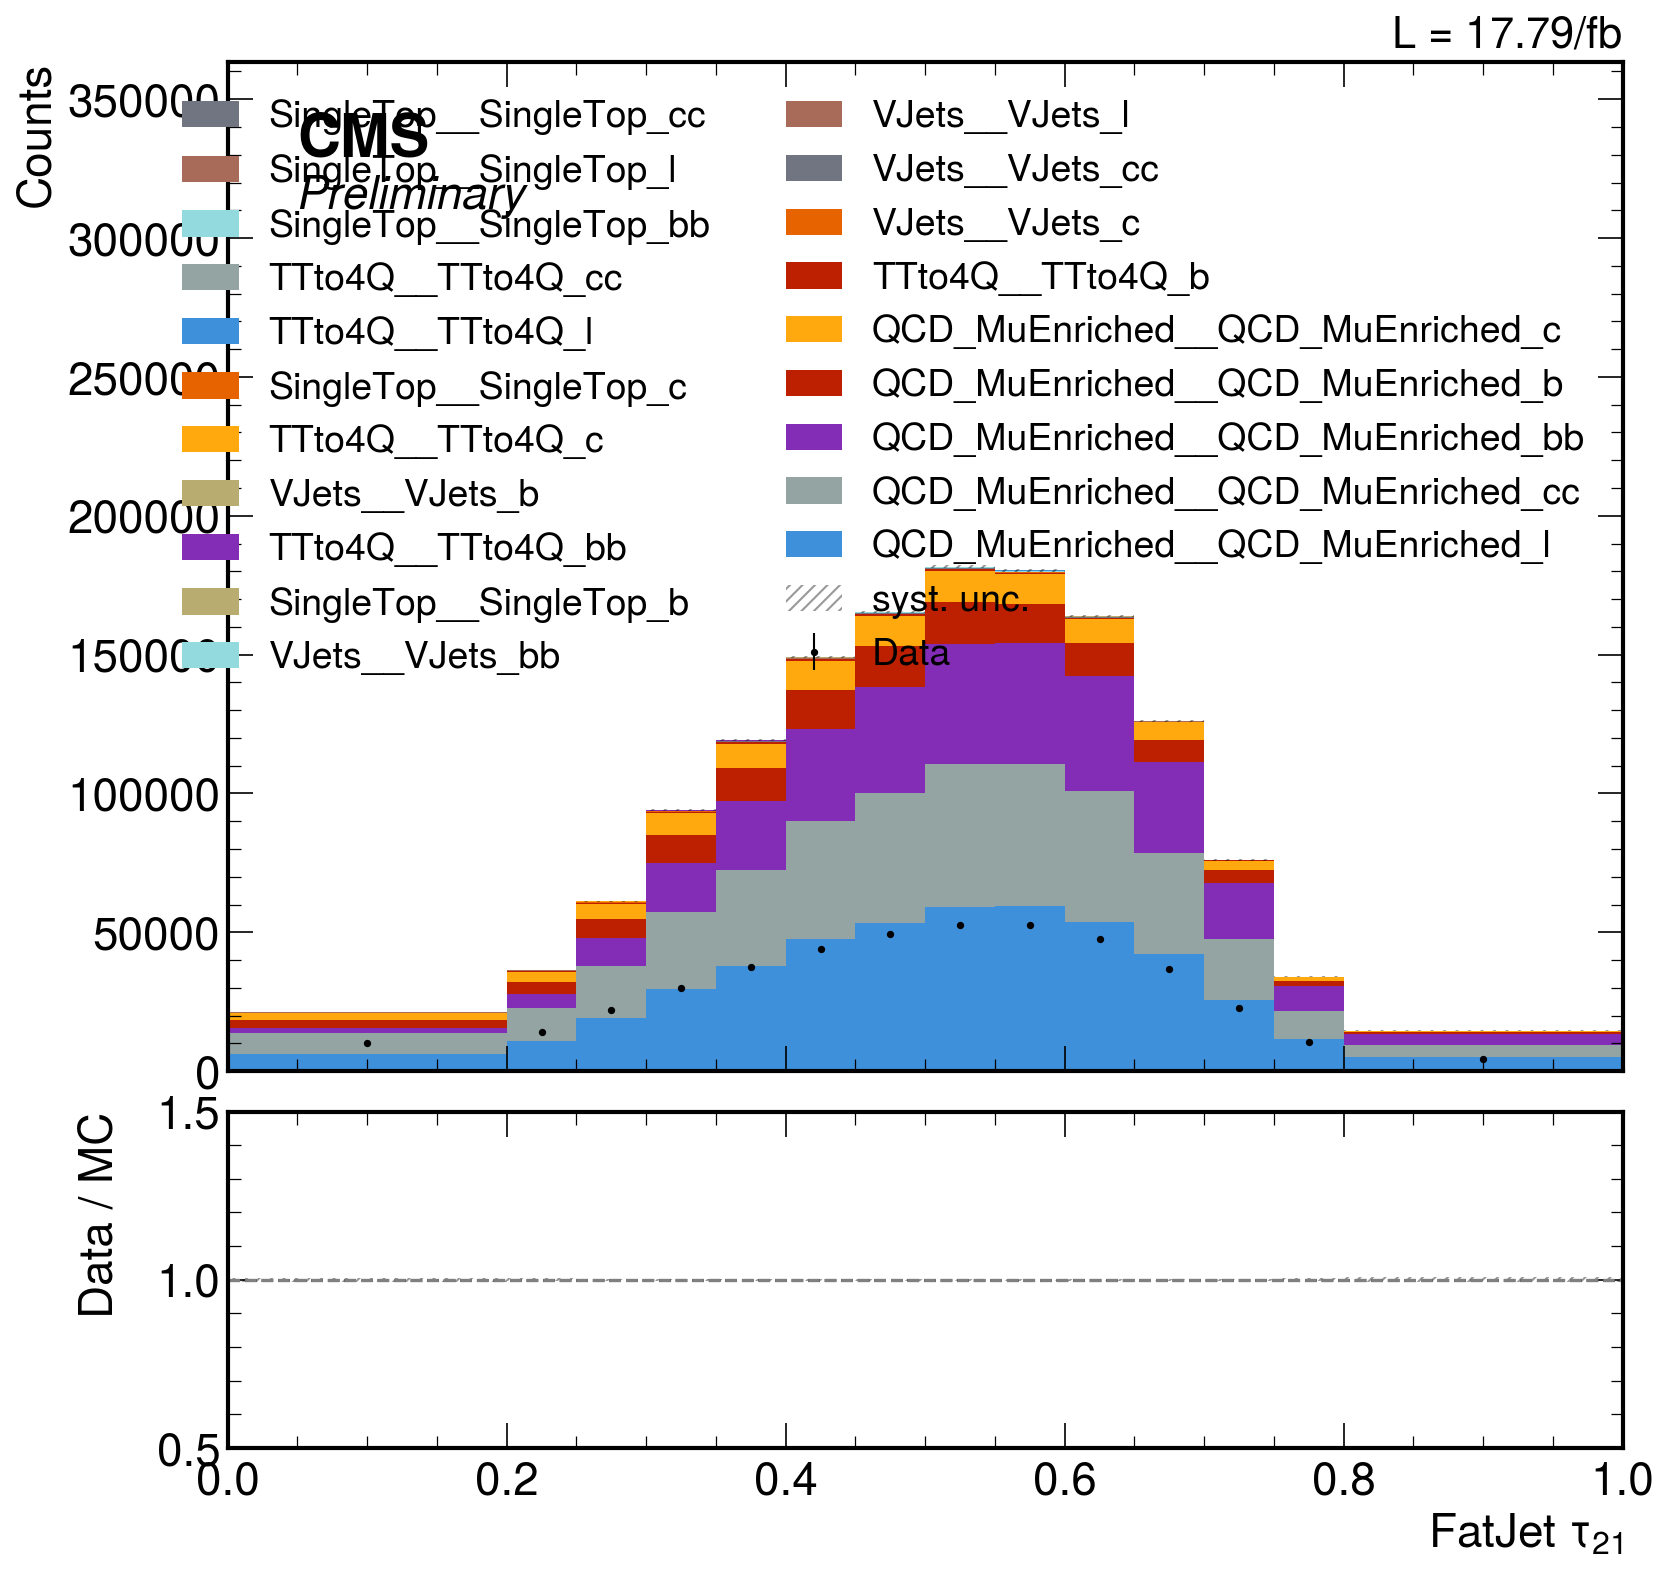 L = 17.79/fb
Counts
350000
300000
250000
200000
150000
100000
50000
0
CMS
Preliminary
SingleTop__SingleTop_cc
SingleTop__SingleTop_l
SingleTop__SingleTop_bb
TTto4Q__TTto4Q_cc
TTto4Q__TTto4Q_l
SingleTop__SingleTop_c
TTto4Q__TTto4Q_c
VJets__VJets_b
TTto4Q__TTto4Q_bb
SingleTop__SingleTop_b
VJets__VJets_bb
VJets__VJets_l
VJets__VJets_cc
VJets__VJets_c
TTto4Q__TTto4Q_b
QCD_MuEnriched__QCD_MuEnriched_c
QCD_MuEnriched__QCD_MuEnriched_b
QCD_MuEnriched__QCD_MuEnriched_bb
QCD_MuEnriched__QCD_MuEnriched_cc
QCD_MuEnriched__QCD_MuEnriched_l
syst. unc.
Data
Data / MC
1.5
1.0
0.5
0.0 0.2 0.4 0.6 0.8 1.0
FatJet τ₂₁